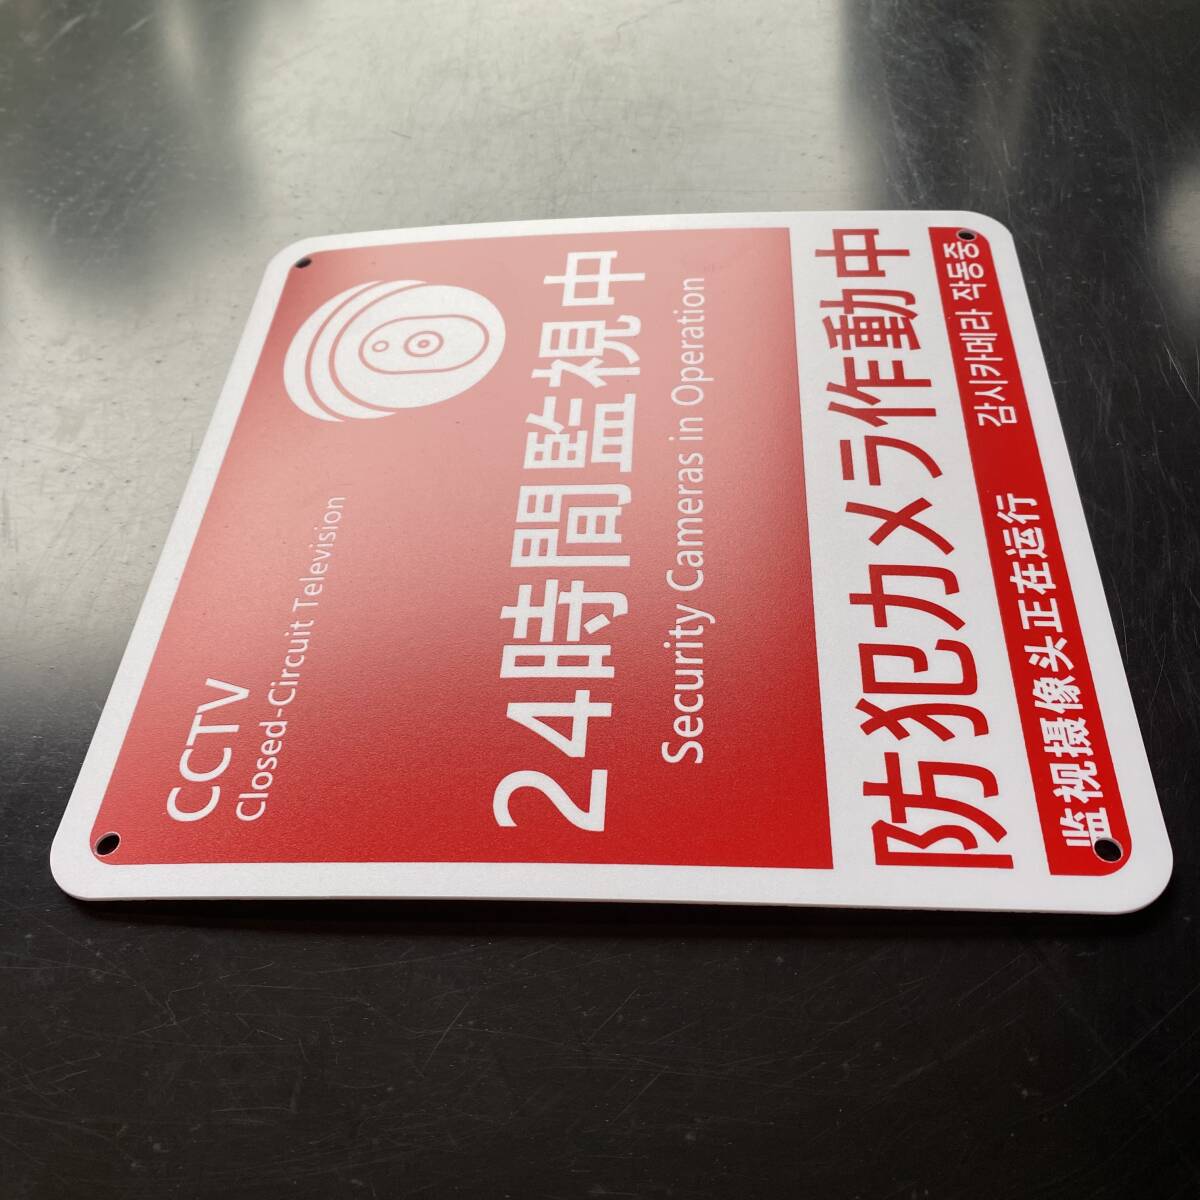 CCTV
Closed-Circuit Television
24時間監視中
Security Cameras in Operation
防犯カメラ作動中
监视摄像头正在运行 감시카메라 작동중